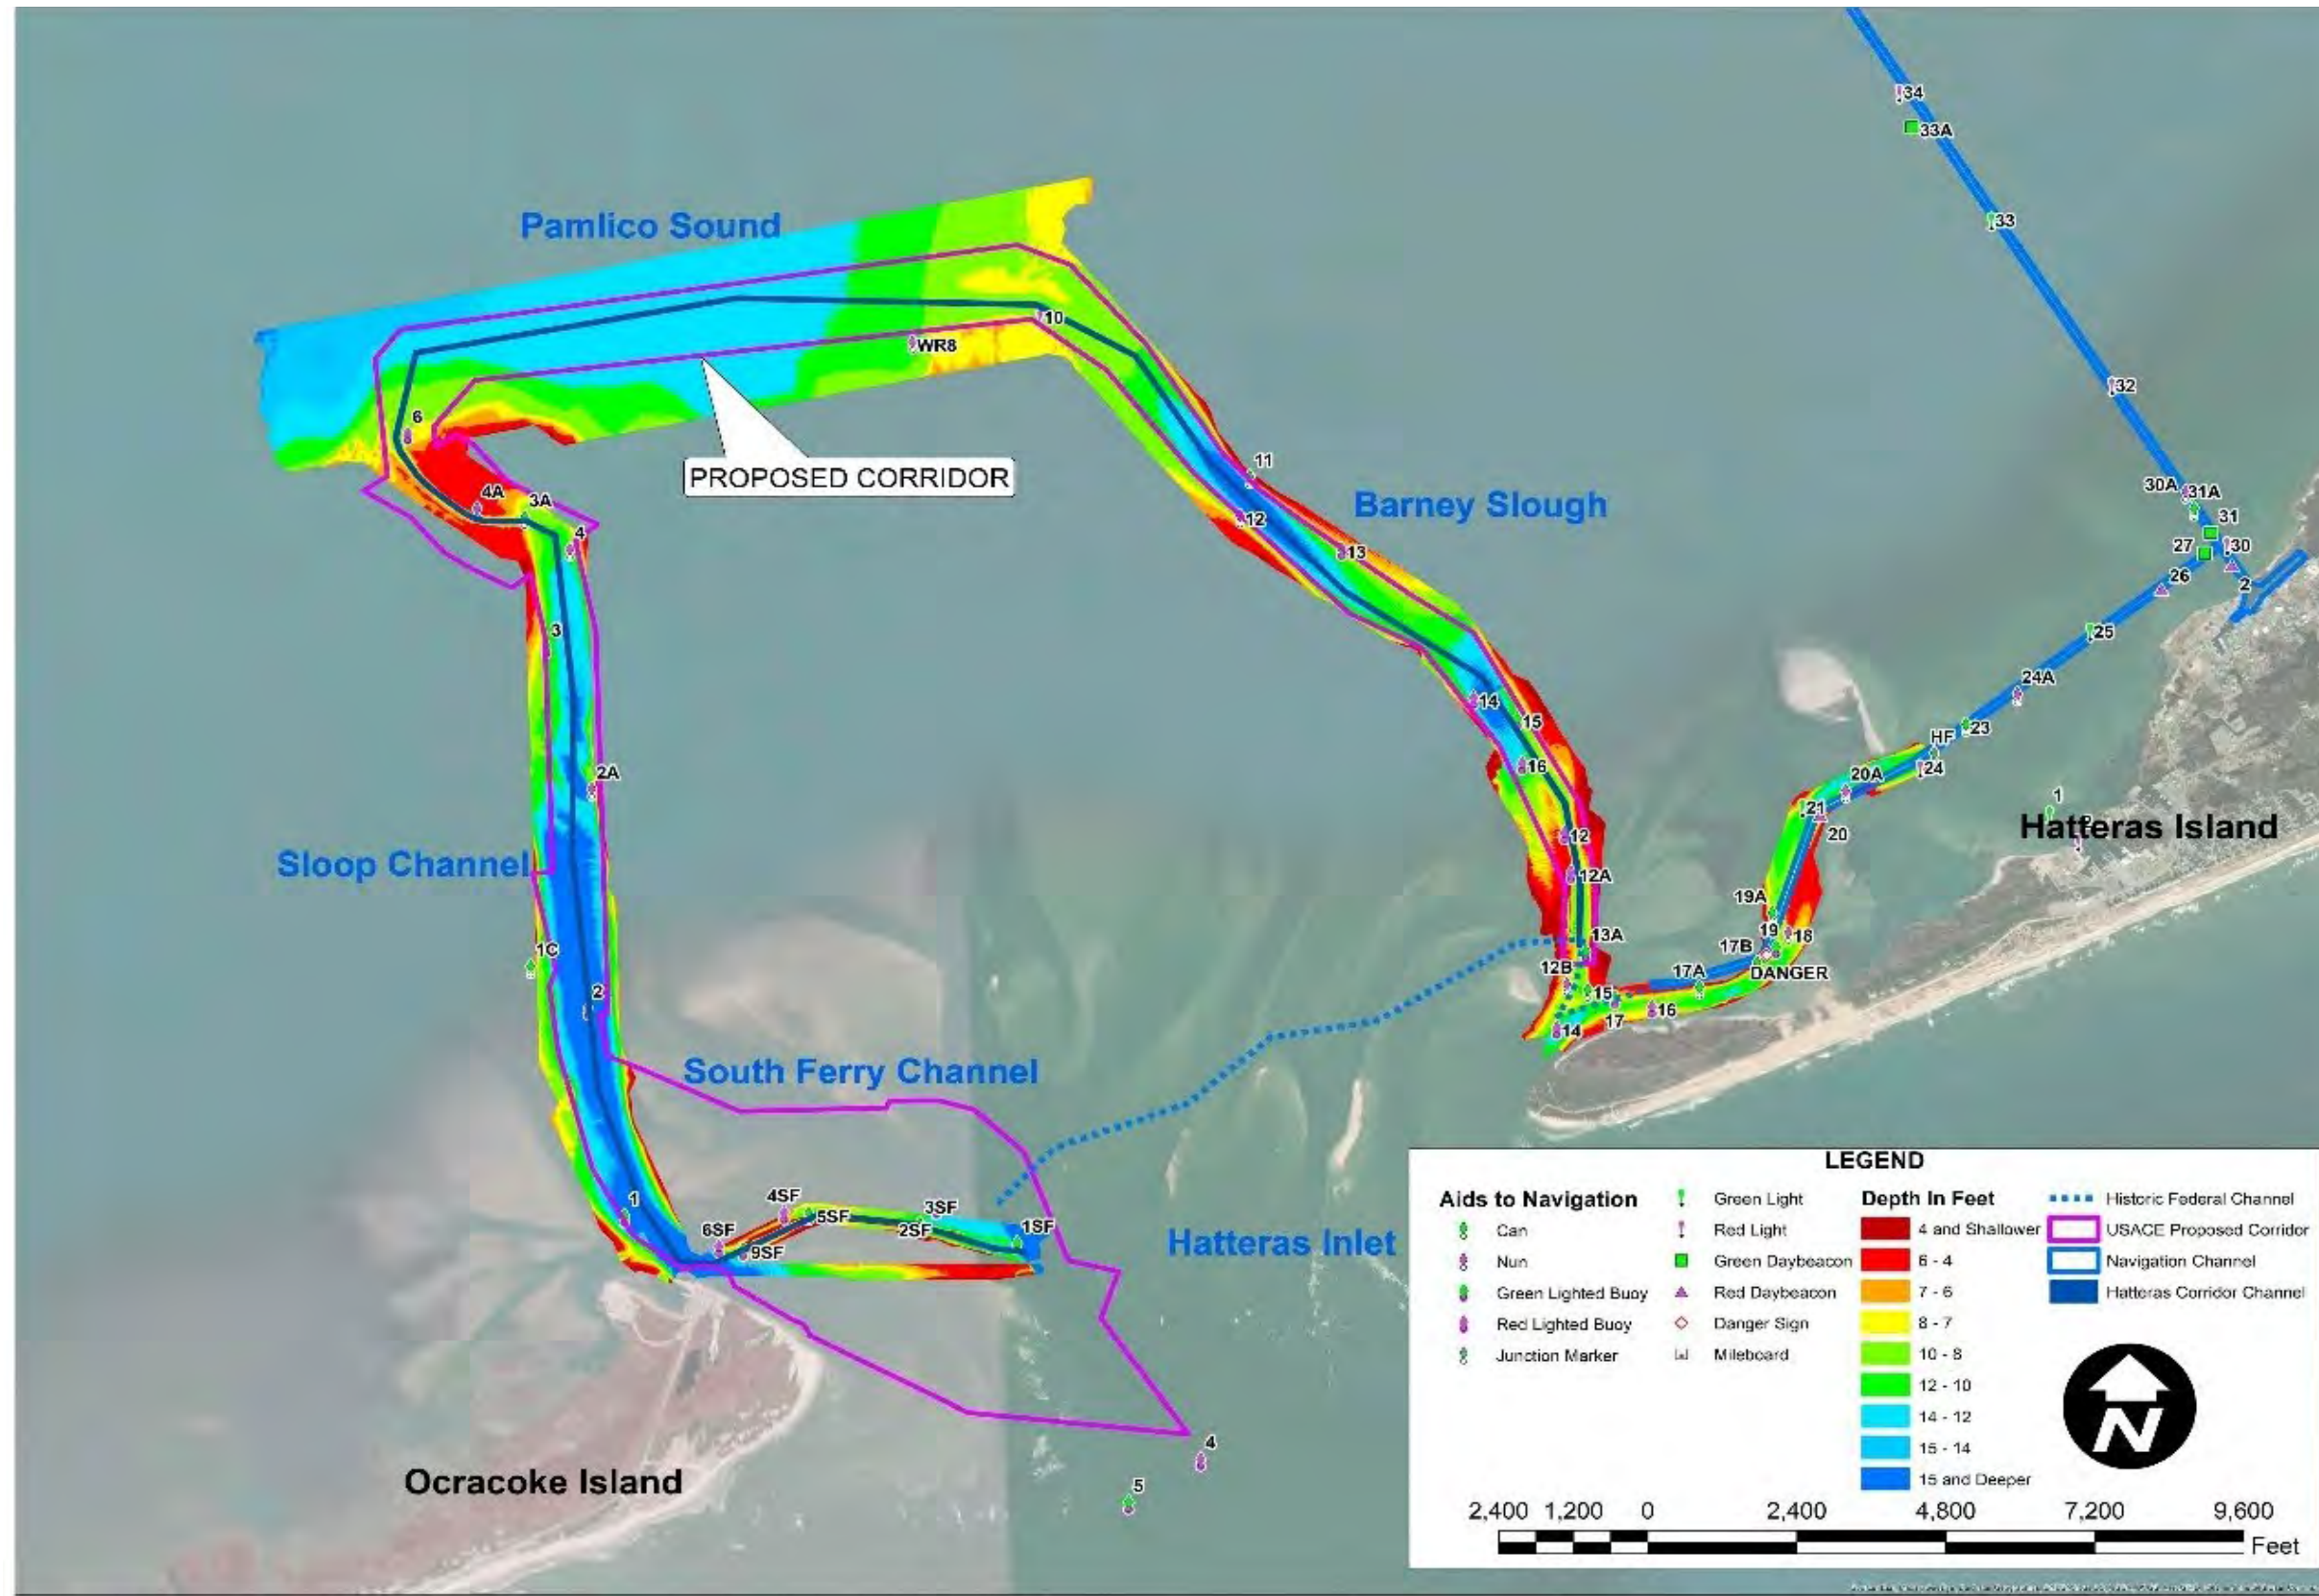 34
33A
33
Pamlico Sound
10
WR8
32
6
PROPOSED CORRIDOR
11
4A
3A
12
Barney Slough
4
13
30A
31A
31
27
30
26
2
3
25
24A
14
15
23
HF
16
24
2A
20A
1
21
20
Hatteras Island
12
Sloop Channel
12A
19A
13A
19
18
17B
1C
12B
17A
DANGER
2
15
16
17
14
South Ferry Channel
1
4SF
3SF
5SF
6SF
2SF
1SF
9SF
Hatteras Inlet
4
5
Ocracoke Island
LEGEND
Aids to Navigation
Can
Nun
Green Lighted Buoy
Red Lighted Buoy
Junction Marker
Green Light
Red Light
Green Daybeacon
Red Daybeacon
Danger Sign
Mileboard
Depth In Feet
4 and Shallower
6 - 4
7 - 6
8 - 7
10 - 8
12 - 10
14 - 12
15 - 14
15 and Deeper
Historic Federal Channel
USACE Proposed Corridor
Navigation Channel
Hatteras Corridor Channel
N
2,400 1,200 0 2,400 4,800 7,200 9,600
Feet